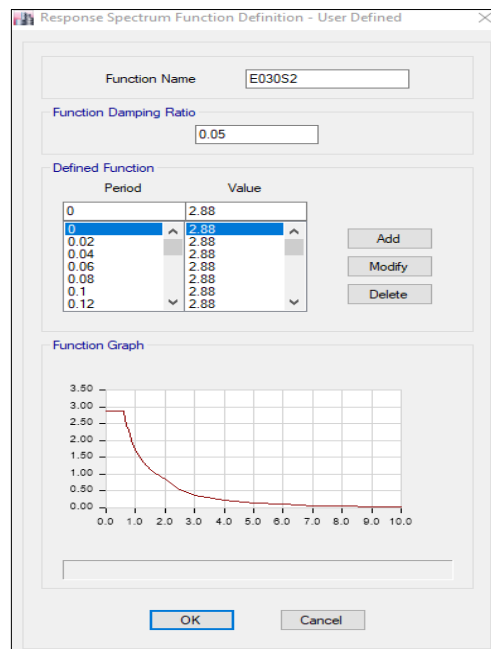 Response Spectrum Function Definition - User Defined
Function Name E030S2
Function Damping Ratio
0.05
Defined Function
Period Value
0 2.88
0 2.88
0.02 2.88
0.04 2.88
0.06 2.88
0.08 2.88
0.1 2.88
0.12 2.88
Add
Modify
Delete
Function Graph
3.50
3.00
2.50
2.00
1.50
1.00
0.50
0.00
0.0 1.0 2.0 3.0 4.0 5.0 6.0 7.0 8.0 9.0 10.0
OK Cancel